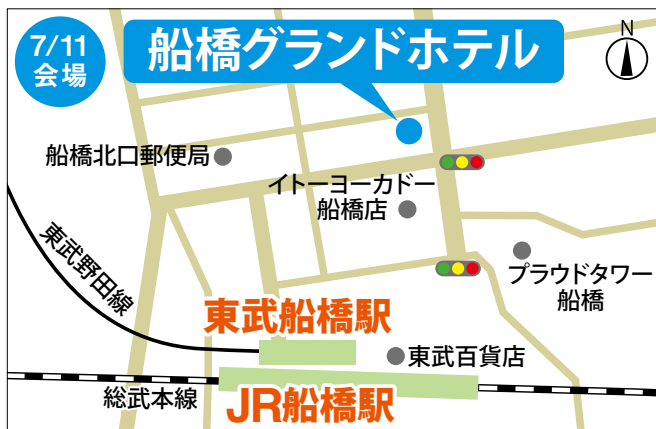 7/11
会場
船橋グランドホテル
N
船橋北口郵便局
イトーヨーカドー
船橋店
東武野田線
プラウドタワー
船橋
東武船橋駅
東武百貨店
総武本線
JR船橋駅